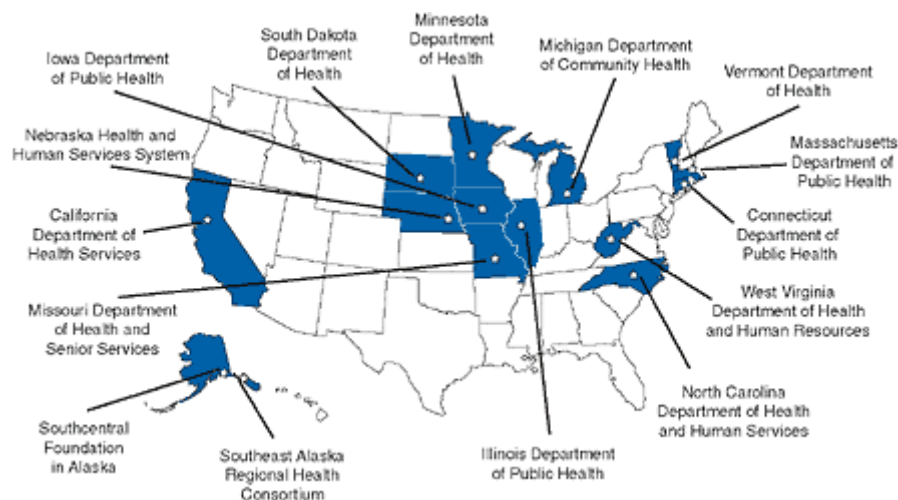 Minnesota
Department
of Health
South Dakota
Department
of Health
Iowa Department
of Public Health
Michigan Department
of Community Health
Vermont Department
of Health
Nebraska Health and
Human Services System
Massachusetts
Department of
Public Health
California
Department of
Health Services
Connecticut
Department of
Public Health
Missouri Department
of Health and
Senior Services
West Virginia
Department of Health
and Human Resources
North Carolina
Department of Health
and Human Services
Southcentral
Foundation
in Alaska
Southeast Alaska
Regional Health
Consortium
Illinois Department
of Public Health